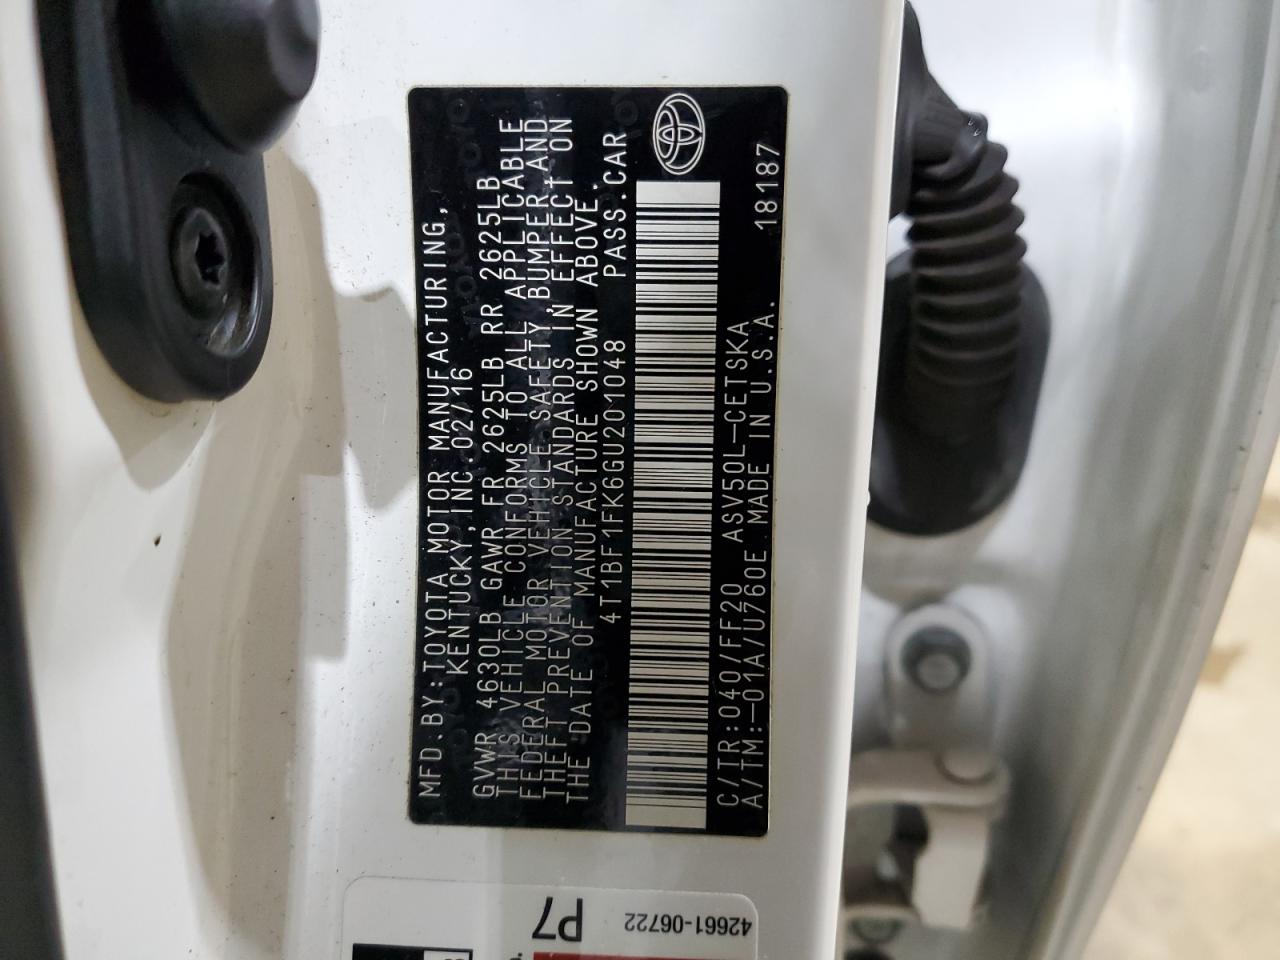 MFD.BY:TOYOTA MOTOR MANUFACTURING,
KENTUCKY,INC.02/16
GVWR 4630LB GAWR FR 2625LB RR 2625LB
THIS VEHICLE CONFORMS TO ALL APPLICABLE
FEDERAL MOTOR VEHICLE SAFETY,BUMPER,AND
THEFT PREVENTION STANDARDS IN EFFECT ON
THE DATE OF MANUFACTURE SHOWN ABOVE.
4T1BF1FK6GU201048 PASS.CAR
C/TR:040/FF20 ASV50L-CETSKA
A/TM:-01A/U760E MADE IN U.S.A. 18187
P7
42661-06722